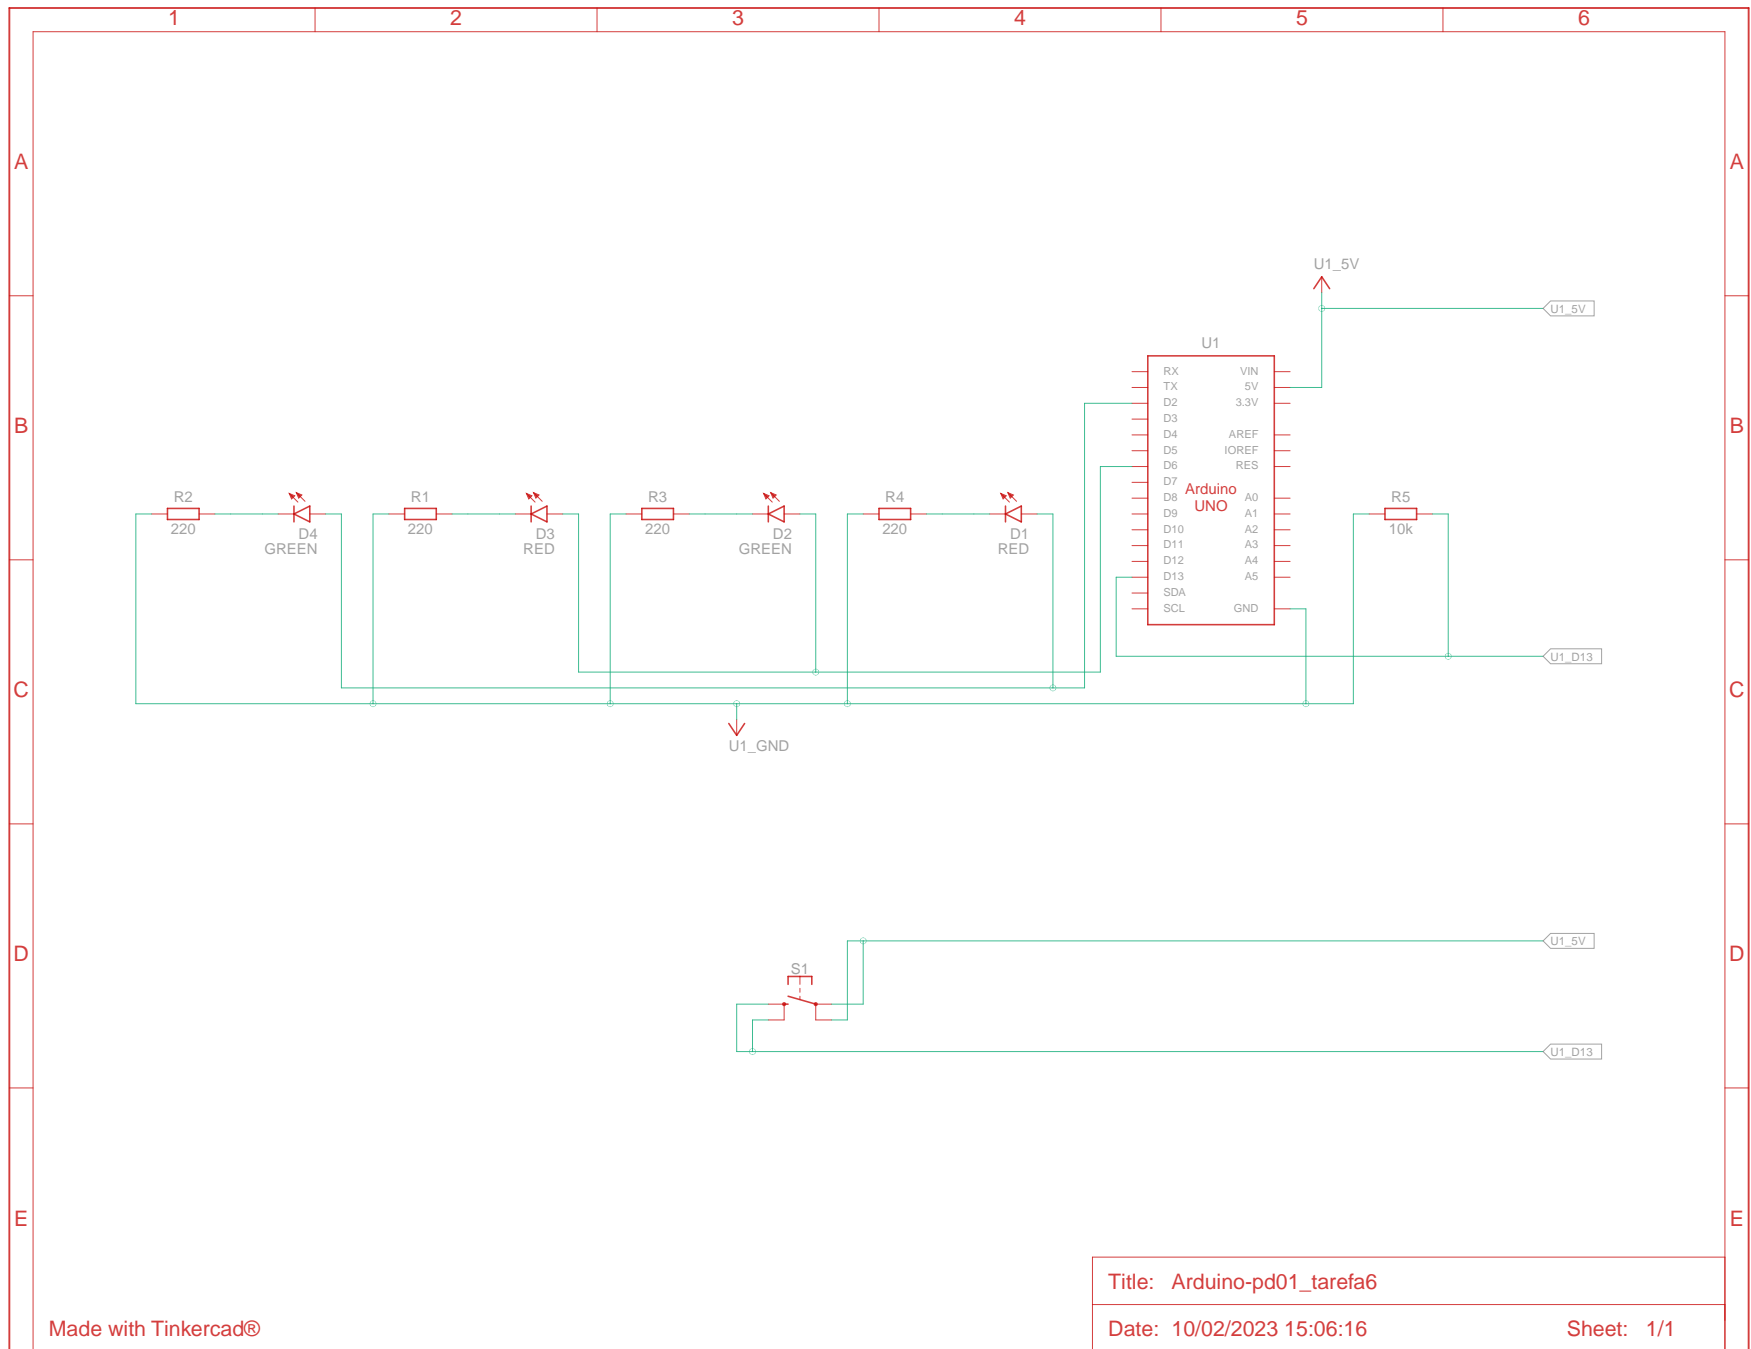 1 2 3 4 5 6
A A
U1_5V
U1_5V
U1
RX VIN
TX 5V
D2 3.3V
D3
B B
D4 AREF
D5 IOREF
D6 RES
D7
Arduino
UNO
D8 A0
D9 A1
D10 A2
D11 A3
D12 A4
D13 A5
SDA
SCL GND
R2 R1 R3 R4 R5
220 220 220 220 10k
D4 D3 D2 D1
GREEN RED GREEN RED
U1_D13
C C
U1_GND
U1_5V
D D
S1
U1_D13
E E
Title: Arduino-pd01_tarefa6
Made with Tinkercad®
Date: 10/02/2023 15:06:16 Sheet: 1/1